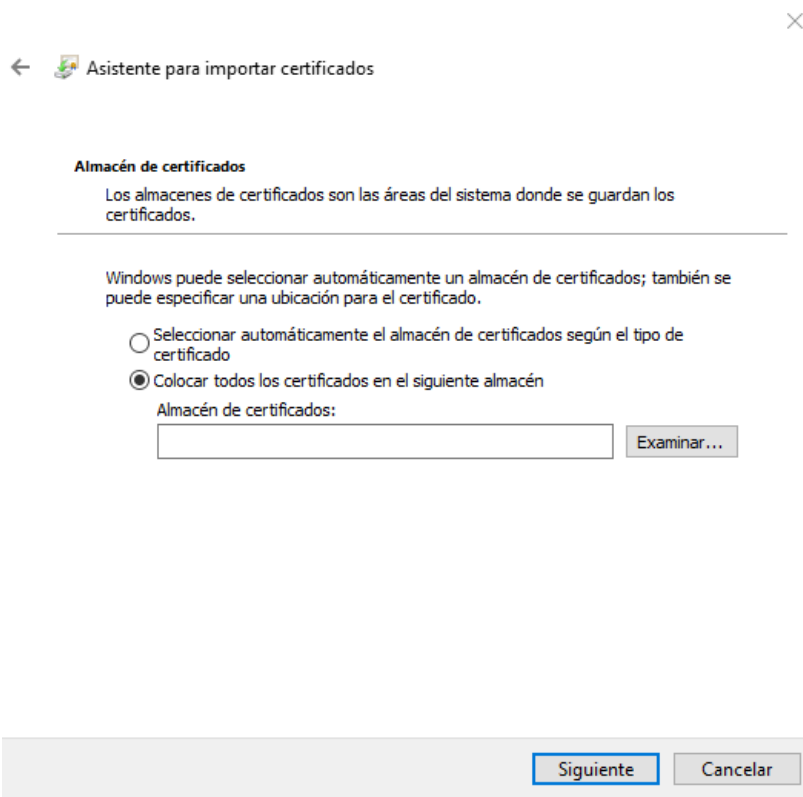 Asistente para importar certificados
Almacén de certificados
Los almacenes de certificados son las áreas del sistema donde se guardan los
certificados.
Windows puede seleccionar automáticamente un almacén de certificados; también se
puede especificar una ubicación para el certificado.
Seleccionar automáticamente el almacén de certificados según el tipo de
certificado
Colocar todos los certificados en el siguiente almacén
Almacén de certificados:
Examinar...
Siguiente
Cancelar